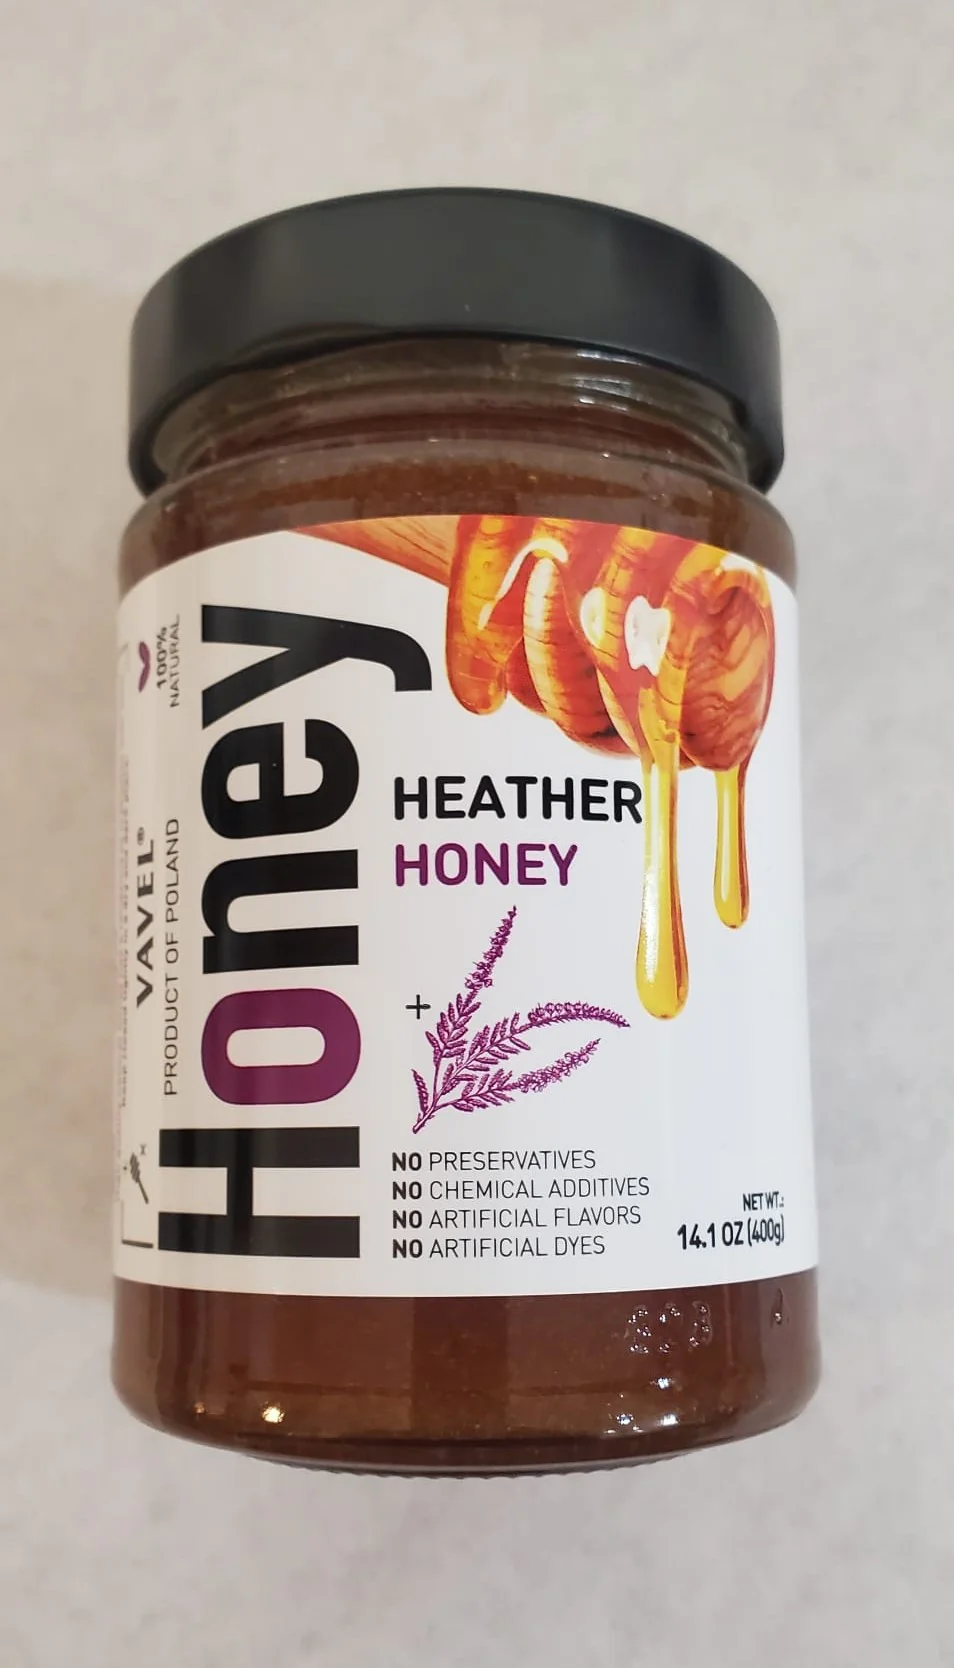 100%
NATURAL
VAVEL®
PRODUCT OF POLAND
Honey
HEATHER
HONEY
+
NO PRESERVATIVES
NO CHEMICAL ADDITIVES
NO ARTIFICIAL FLAVORS
NO ARTIFICIAL DYES
NET WT.:
14.1 OZ (400g)